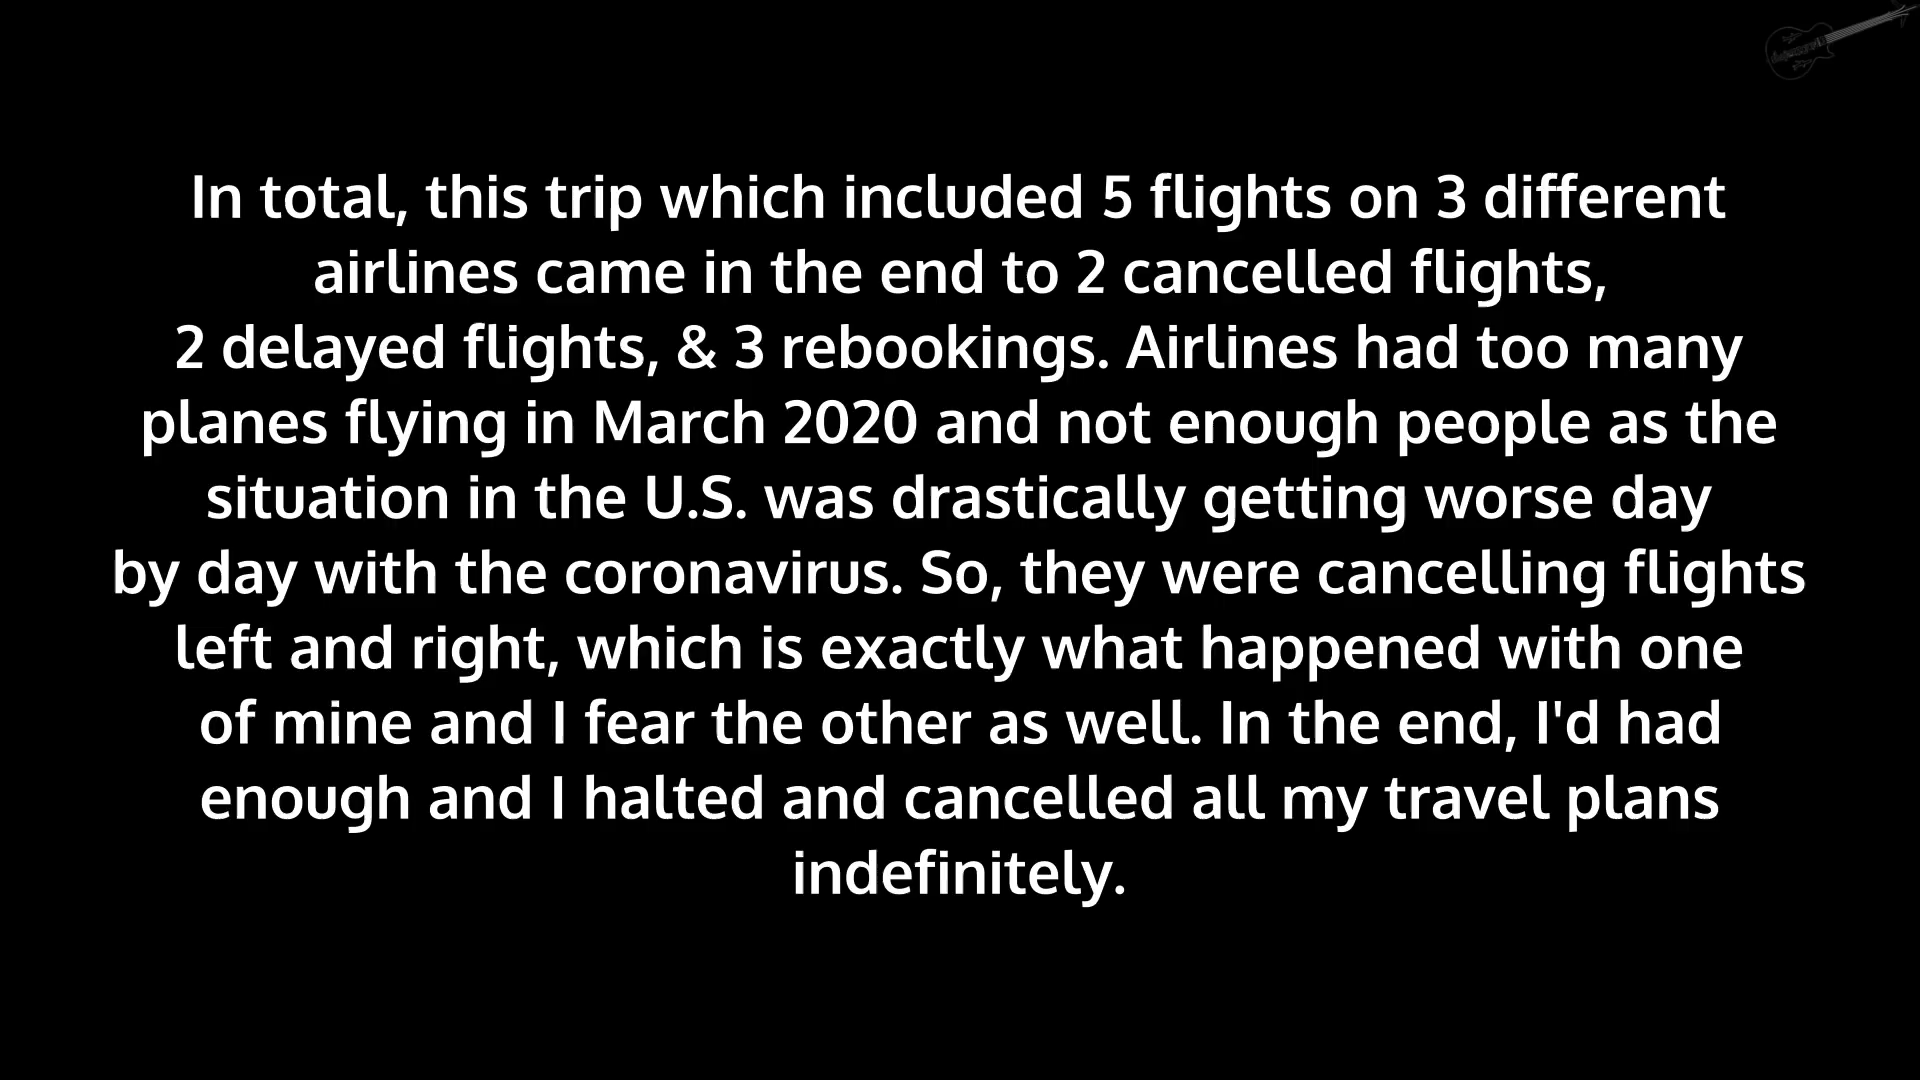 In total, this trip which included 5 flights on 3 different
airlines came in the end to 2 cancelled flights,
2 delayed flights, & 3 rebookings. Airlines had too many
planes flying in March 2020 and not enough people as the
situation in the U.S. was drastically getting worse day
by day with the coronavirus. So, they were cancelling flights
left and right, which is exactly what happened with one
of mine and I fear the other as well. In the end, I'd had
enough and I halted and cancelled all my travel plans
indefinitely.